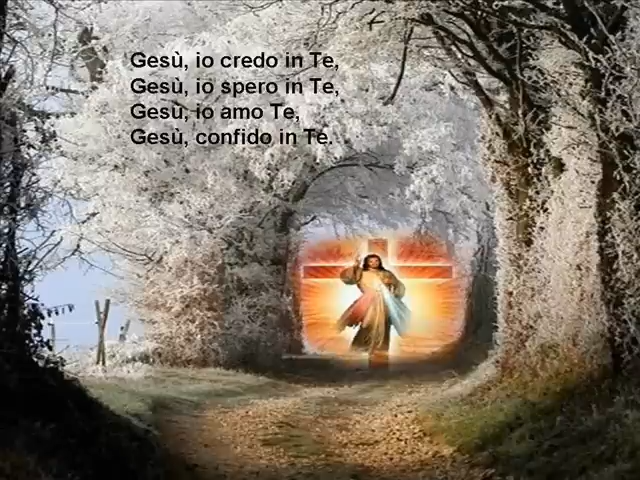 Gesù, io credo in Te,
Gesù, io spero in Te,
Gesù, io amo Te,
Gesù, confido in Te.